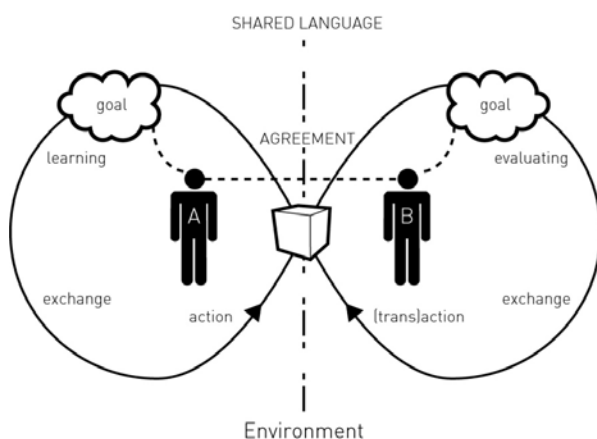 SHARED LANGUAGE
goal
goal
AGREEMENT
learning
evaluating
A
B
exchange
action
(trans)action
exchange
Environment